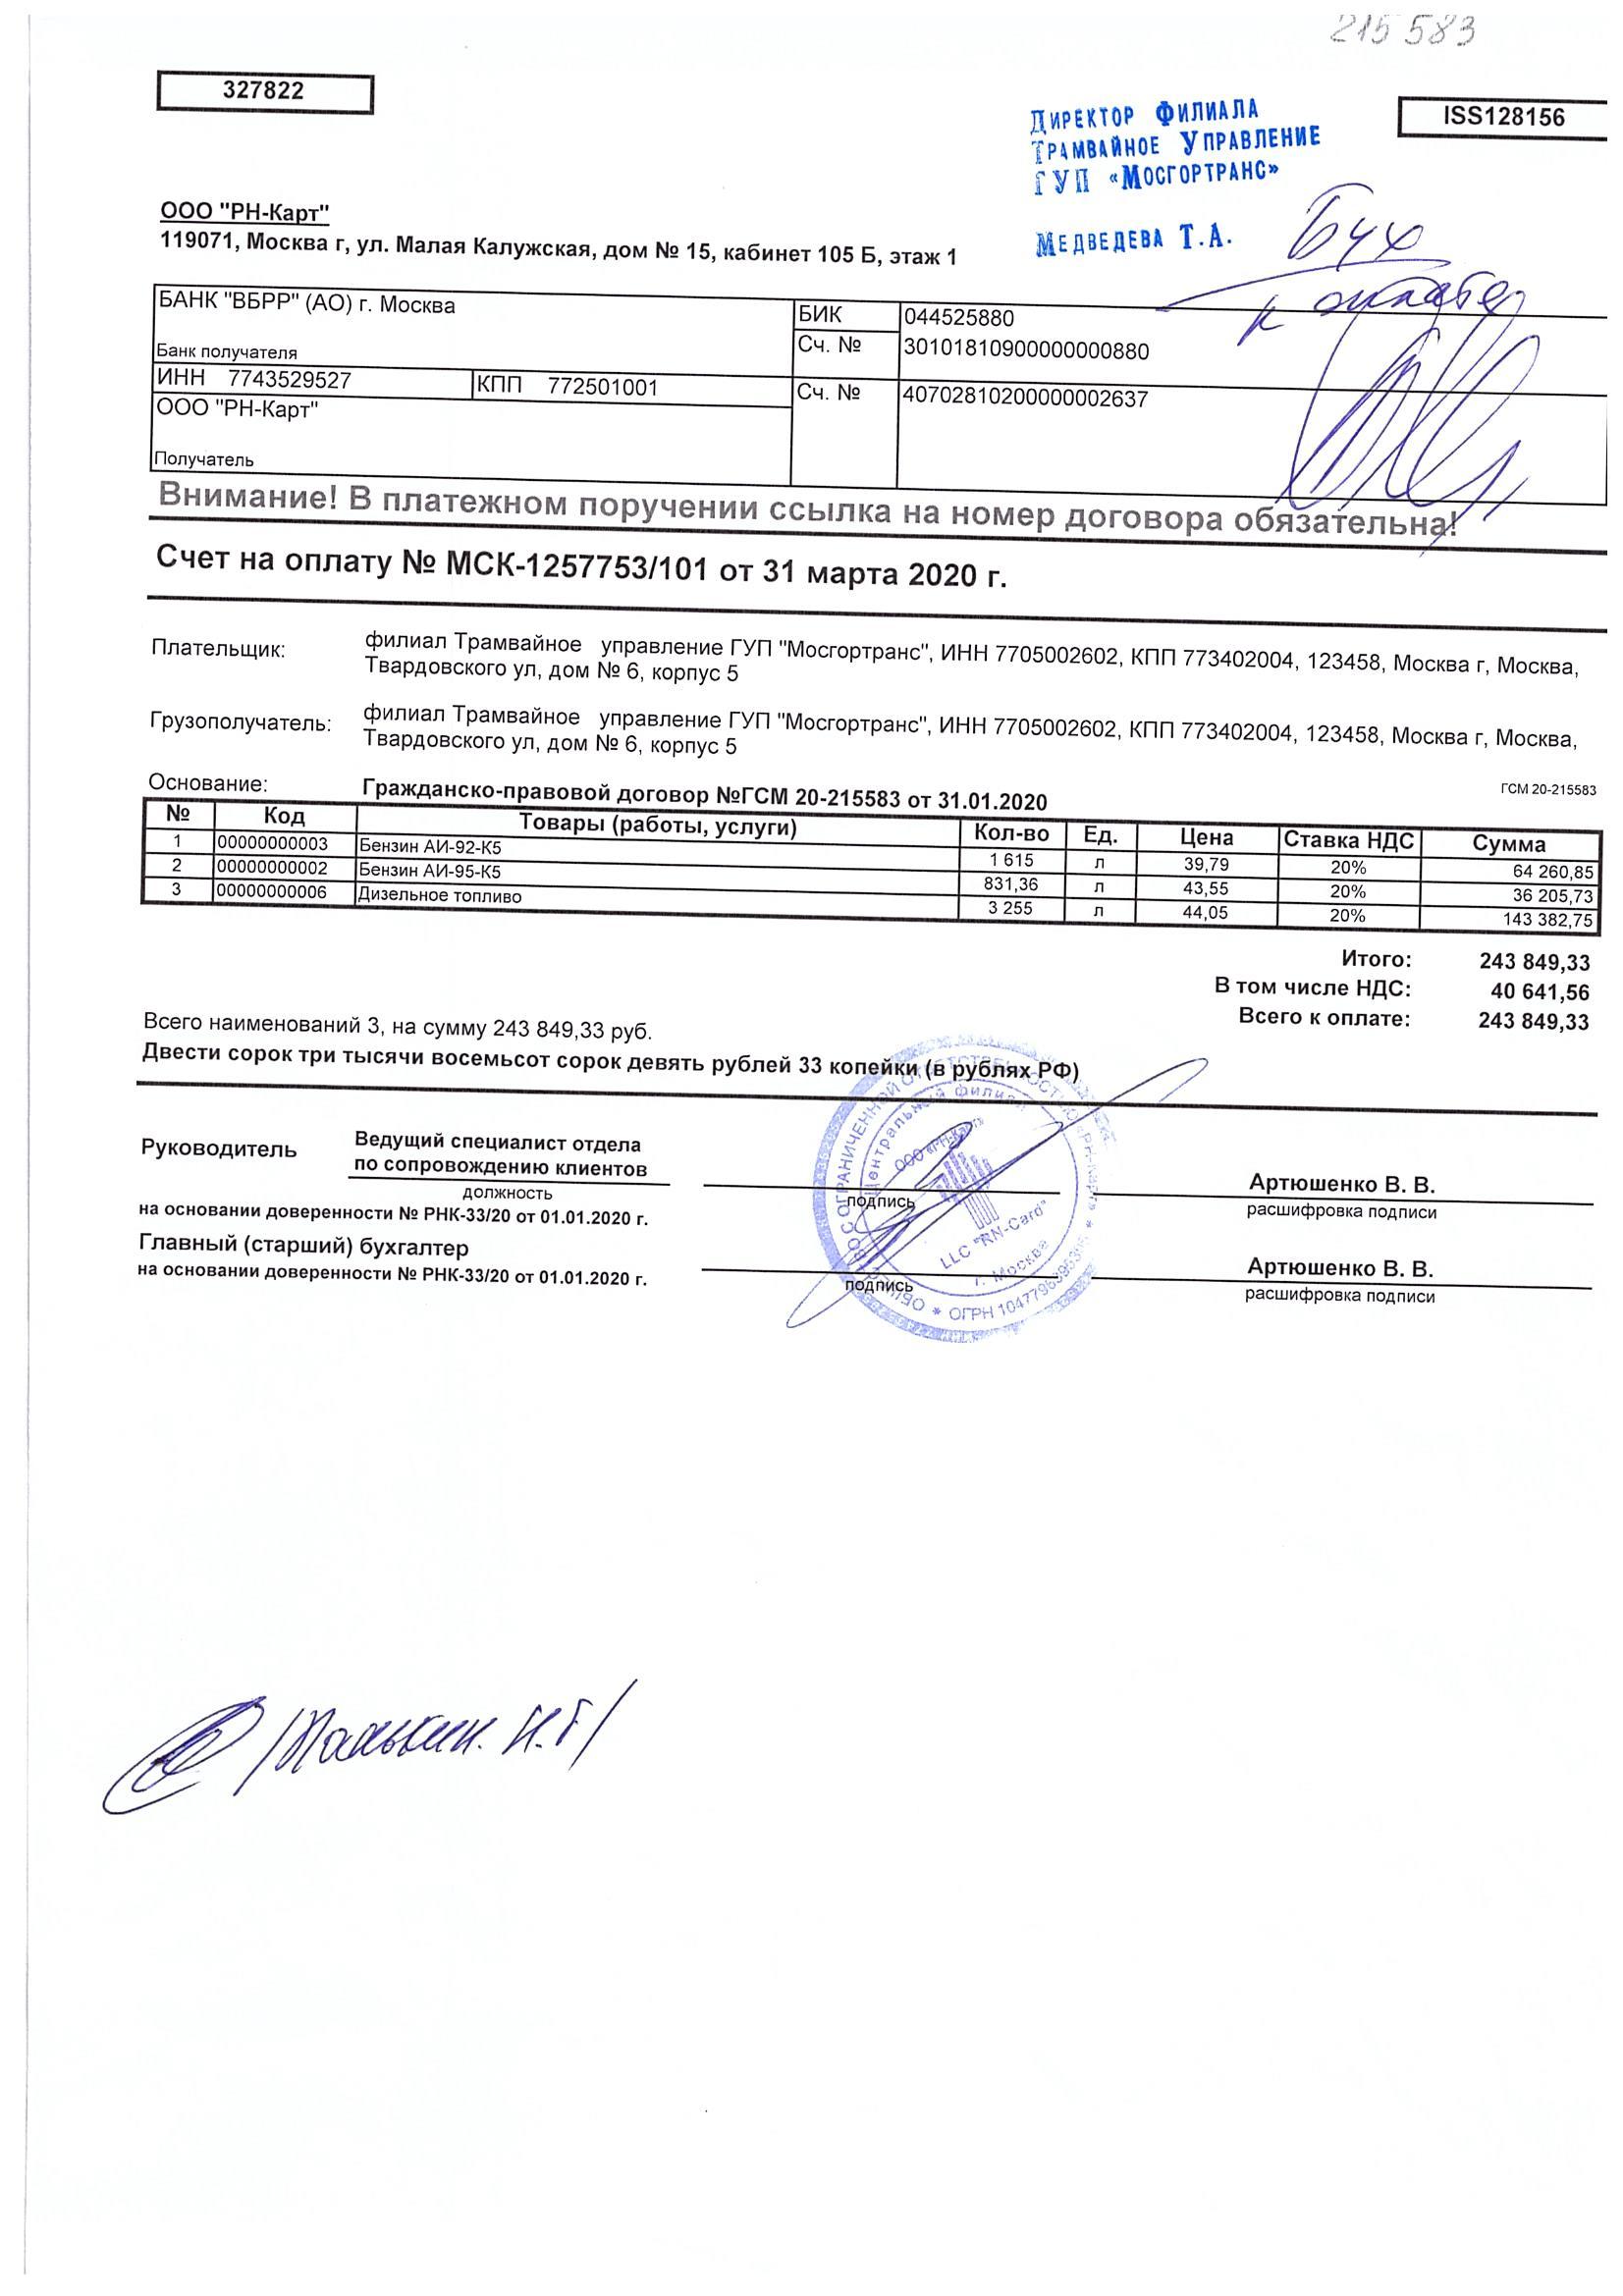 215 583
327822
ISS128156
Директор Филиала
Трамвайное Управление
ГУП «Мосгортранс»
Медведева Т.А.
Бух
к оплате
ООО "РН-Карт"
119071, Москва г, ул. Малая Калужская, дом № 15, кабинет 105 Б, этаж 1
БАНК "ВБРР" (АО) г. Москва БИК 044525880
Банк получателя Сч. № 30101810900000000880
ИНН 7743529527 КПП 772501001 Сч. № 40702810200000002637
ООО "РН-Карт"
Получатель
Внимание! В платежном поручении ссылка на номер договора обязательна!
Счет на оплату № МСК-1257753/101 от 31 марта 2020 г.
Плательщик: филиал Трамвайное управление ГУП "Мосгортранс", ИНН 7705002602, КПП 773402004, 123458, Москва г, Москва,
Твардовского ул, дом № 6, корпус 5
Грузополучатель: филиал Трамвайное управление ГУП "Мосгортранс", ИНН 7705002602, КПП 773402004, 123458, Москва г, Москва,
Твардовского ул, дом № 6, корпус 5
Основание: Гражданско-правовой договор №ГСМ 20-215583 от 31.01.2020 ГСМ 20-215583
№ Код Товары (работы, услуги) Кол-во Ед. Цена Ставка НДС Сумма
1 00000000003 Бензин АИ-92-К5 1 615 л 39,79 20% 64 260,85
2 00000000002 Бензин АИ-95-К5 831,36 л 43,55 20% 36 205,73
3 00000000006 Дизельное топливо 3 255 л 44,05 20% 143 382,75
Итого: 243 849,33
В том числе НДС: 40 641,56
Всего к оплате: 243 849,33
Всего наименований 3, на сумму 243 849,33 руб.
Двести сорок три тысячи восемьсот сорок девять рублей 33 копейки (в рублях РФ)
Руководитель Ведущий специалист отдела
по сопровождению клиентов Артюшенко В. В.
должность подпись расшифровка подписи
на основании доверенности № РНК-33/20 от 01.01.2020 г.
Главный (старший) бухгалтер Артюшенко В. В.
на основании доверенности № РНК-33/20 от 01.01.2020 г. подпись расшифровка подписи
Центральный филиал
ООО «РН-Карт»
LLC "RN-Card"
г. Москва